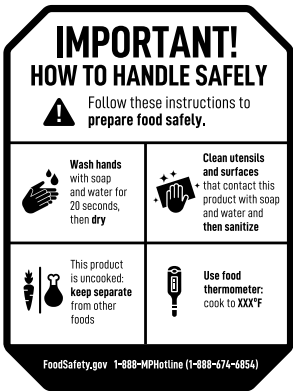 IMPORTANT!
HOW TO HANDLE SAFELY
Follow these instructions to
prepare food safely.
Wash hands
with soap
and water for
20 seconds,
then dry
Clean utensils
and surfaces
that contact this
product with soap
and water and
then sanitize
This product
is uncooked:
keep separate
from other
foods
Use food
thermometer:
cook to XXX°F
FoodSafety.gov 1-888-MPHotline (1-888-674-6854)